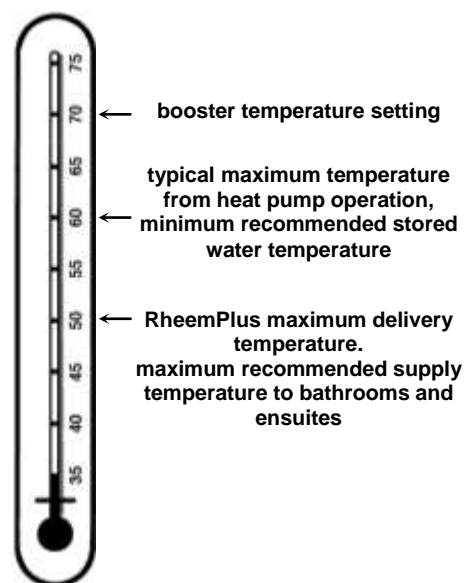 75
70
booster temperature setting
65
typical maximum temperature
from heat pump operation,
60
minimum recommended stored
water temperature
55
50
RheemPlus maximum delivery
temperature.
maximum recommended supply
45
temperature to bathrooms and
ensuites
40
35